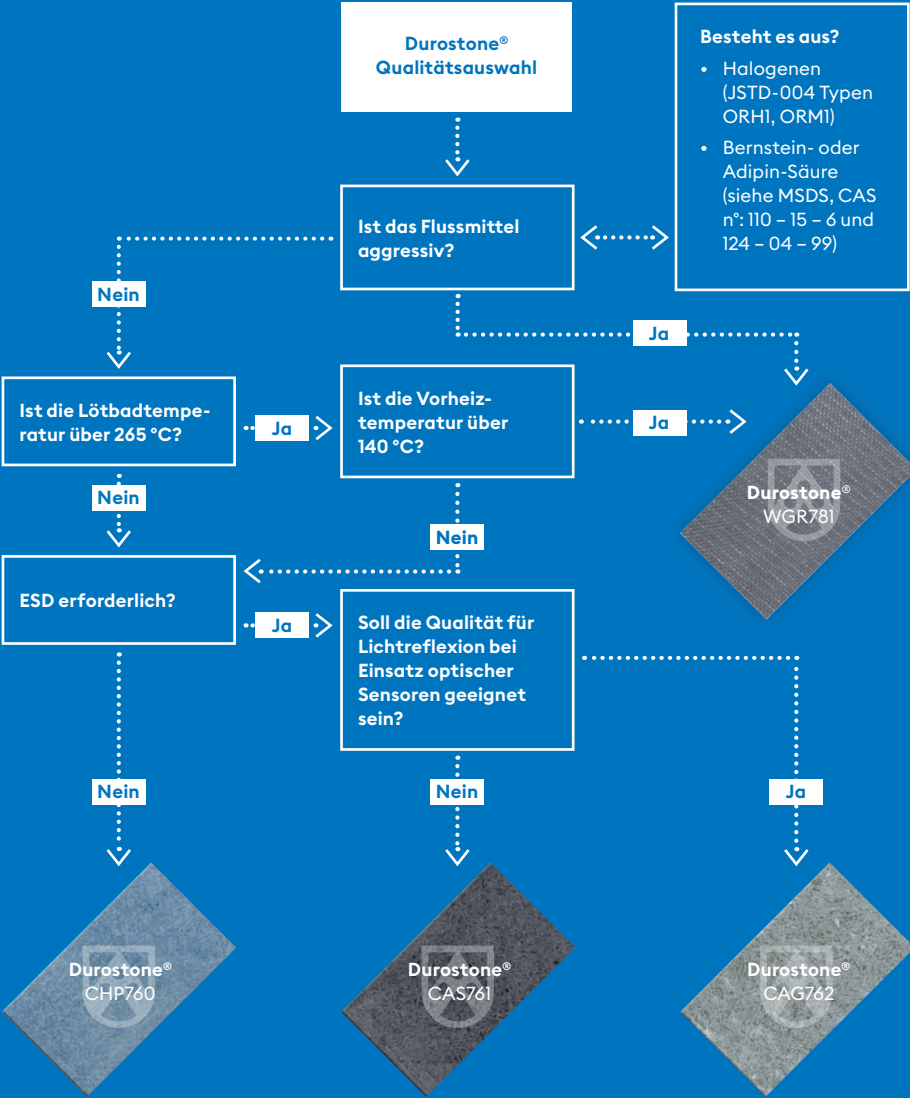 Durostone®
Qualitätsauswahl
Besteht es aus?
• Halogenen
(JSTD-004 Typen
ORH1, ORM1)
• Bernstein- oder
Adipin-Säure
(siehe MSDS, CAS
n°: 110 – 15 – 6 und
124 – 04 – 99)
Ist das Flussmittel
aggressiv?
Nein
Ja
Ist die Lötbadtempe-
ratur über 265 °C?
Ja
Ist die Vorheiz-
temperatur über
140 °C?
Ja
Durostone®
WGR781
Nein
Nein
ESD erforderlich?
Ja
Soll die Qualität für
Lichtreflexion bei
Einsatz optischer
Sensoren geeignet
sein?
Nein
Nein
Ja
Durostone®
CHP760
Durostone®
CAS761
Durostone®
CAG762